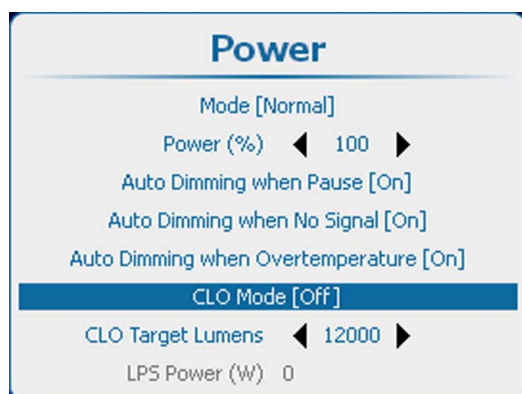 Power
Mode [Normal]
Power (%) 100
Auto Dimming when Pause [On]
Auto Dimming when No Signal [On]
Auto Dimming when Overtemperature [On]
CLO Mode [Off]
CLO Target Lumens 12000
LPS Power (W) 0